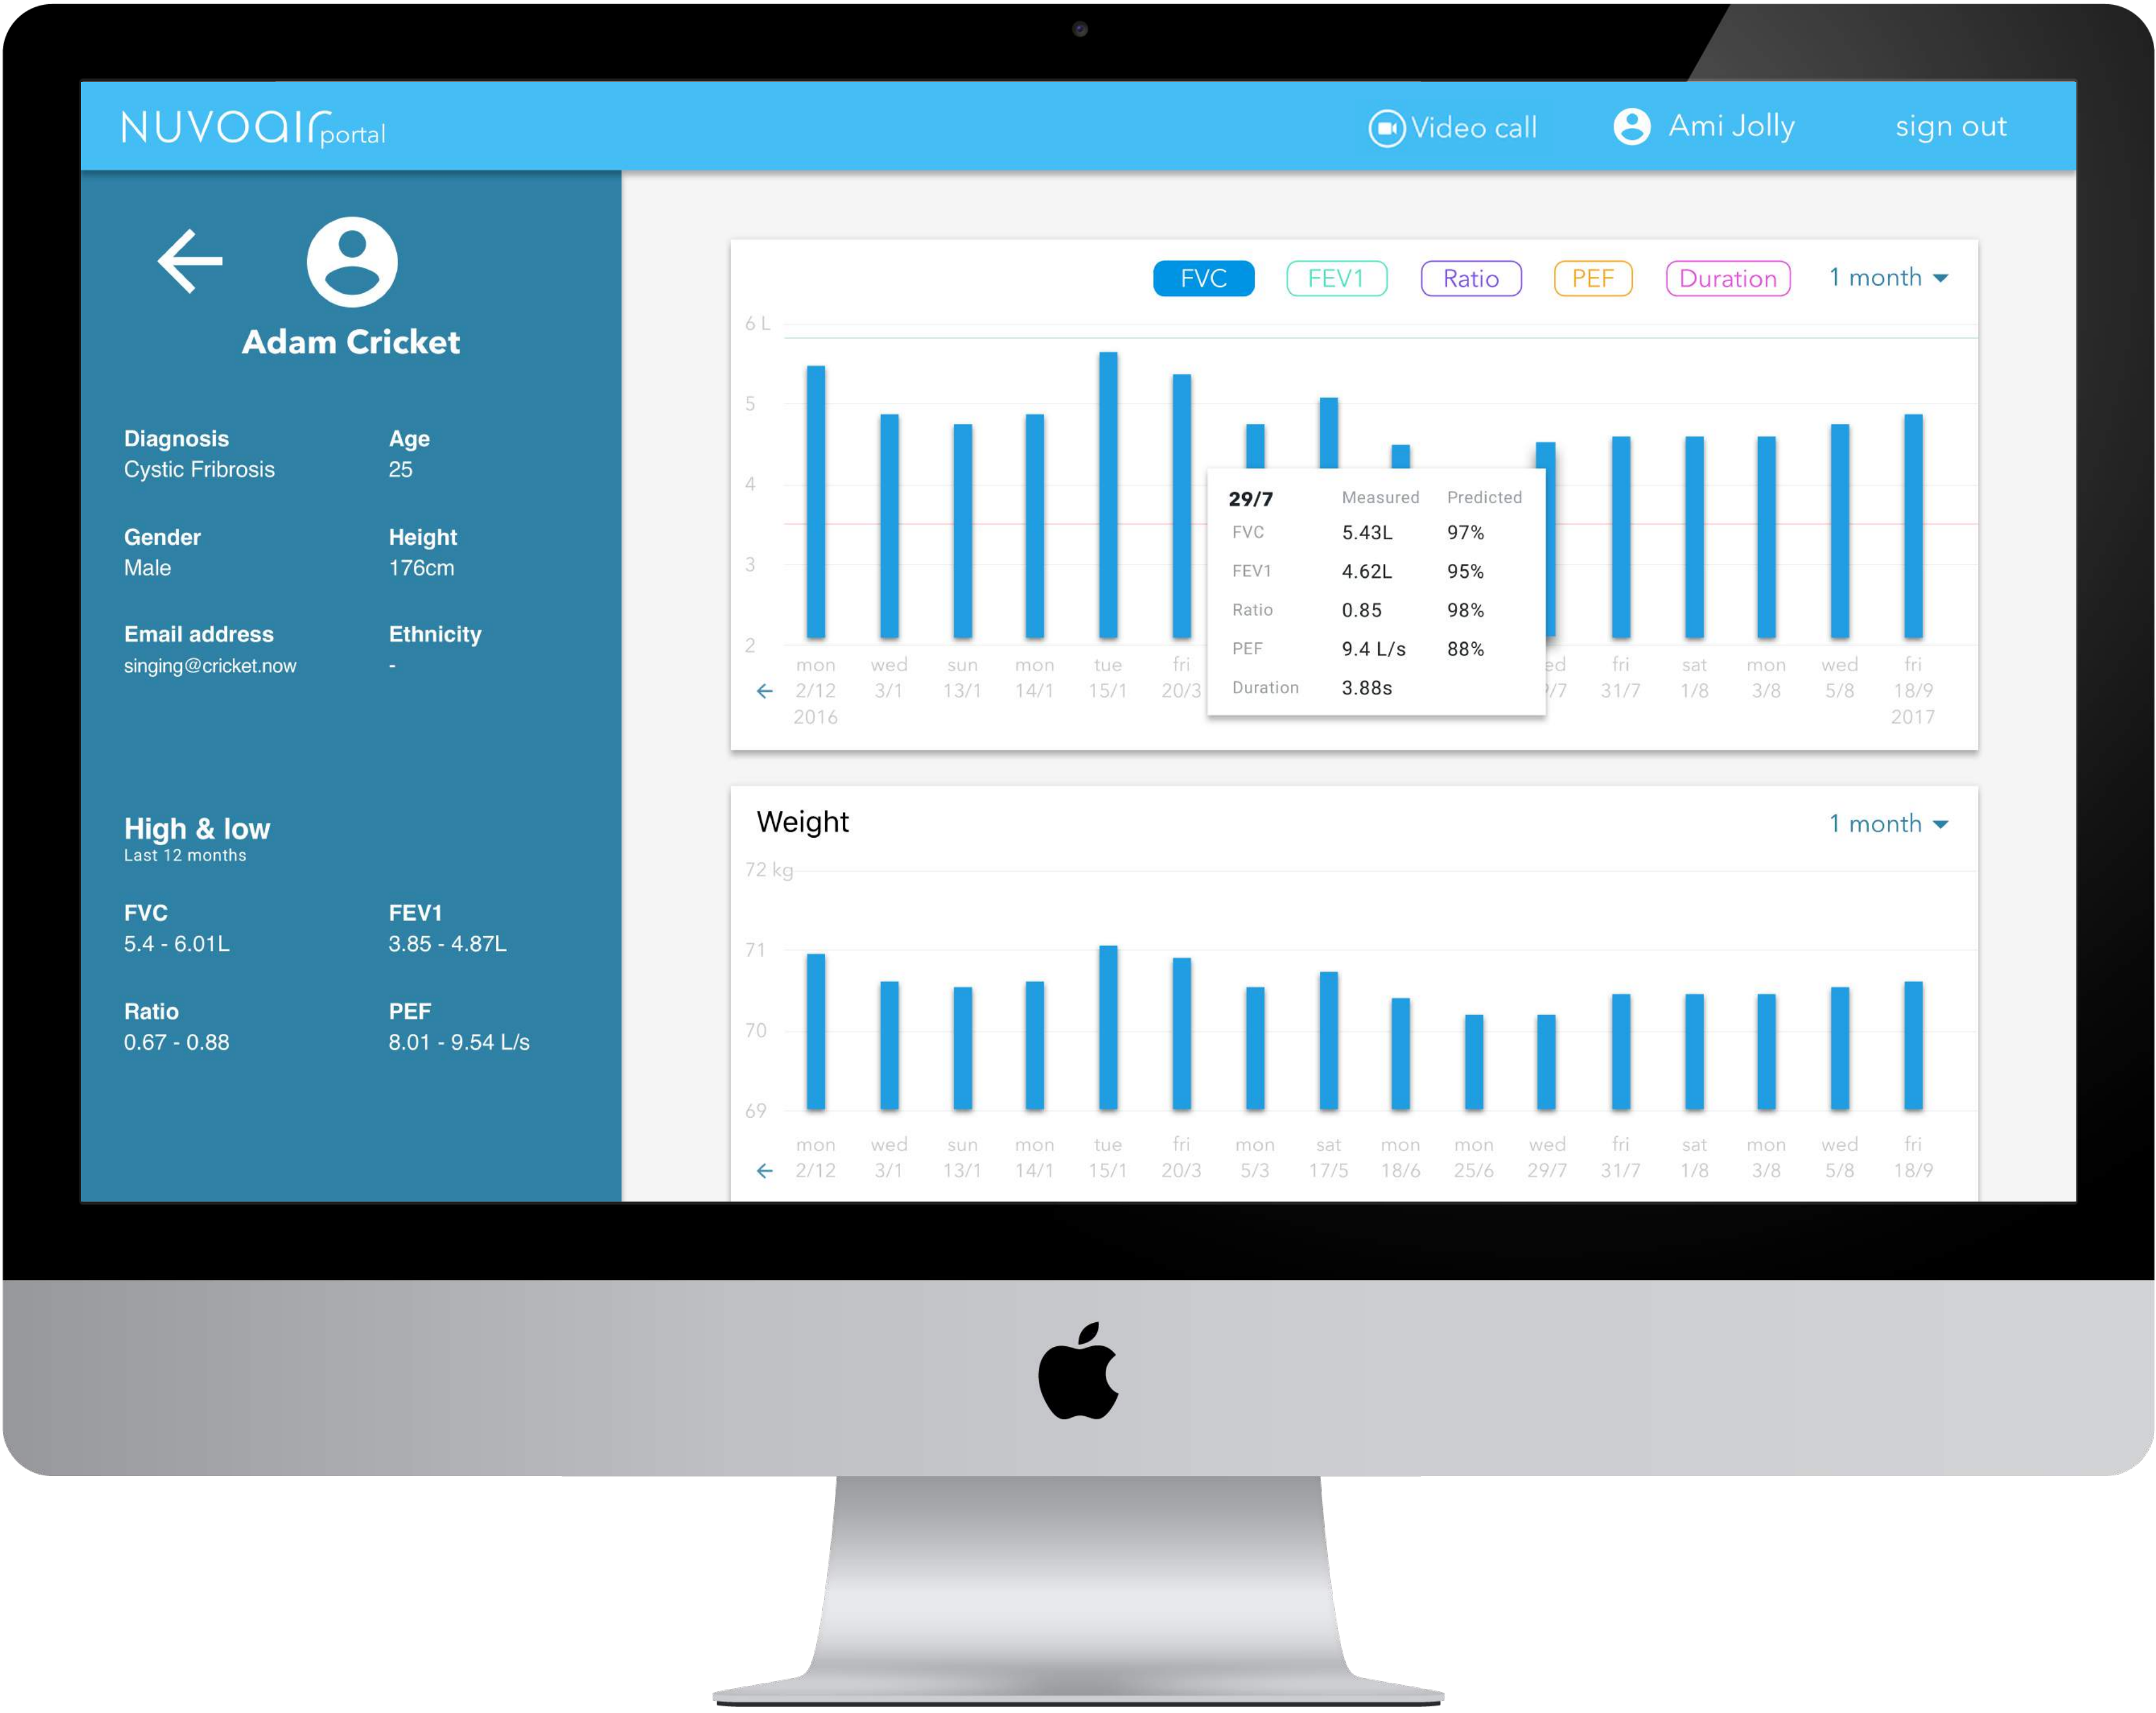 NUVOAIR portal
Video call
Ami Jolly
sign out
Adam Cricket
Diagnosis Age
Cystic Fribrosis 25
Gender Height
Male 176cm
Email address Ethnicity
singing@cricket.now -
High & low
Last 12 months
FVC FEV1
5.4 - 6.01L 3.85 - 4.87L
Ratio PEF
0.67 - 0.88 8.01 - 9.54 L/s
FVC FEV1 Ratio PEF Duration 1 month
6 L
5
4
3
2
29/7 Measured Predicted
FVC 5.43L 97%
FEV1 4.62L 95%
Ratio 0.85 98%
PEF 9.4 L/s 88%
Duration 3.88s
mon wed sun mon tue fri ed fri sat mon wed fri
2/12 3/1 13/1 14/1 15/1 20/3 /7 31/7 1/8 3/8 5/8 18/9
2016 2017
Weight 1 month
72 kg
71
70
69
mon wed sun mon tue fri mon sat mon mon wed fri sat mon wed fri
2/12 3/1 13/1 14/1 15/1 20/3 5/3 17/5 18/6 25/6 29/7 31/7 1/8 3/8 5/8 18/9